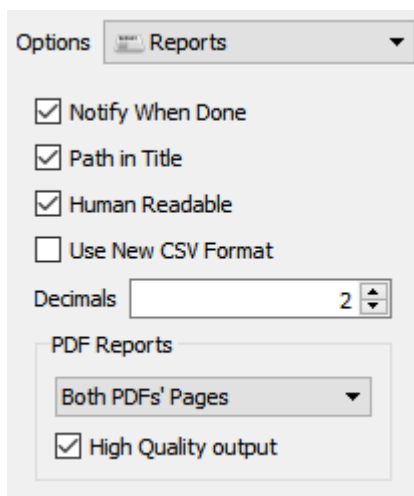 Options Reports
Notify When Done
Path in Title
Human Readable
Use New CSV Format
Decimals 2
PDF Reports
Both PDFs' Pages
High Quality output